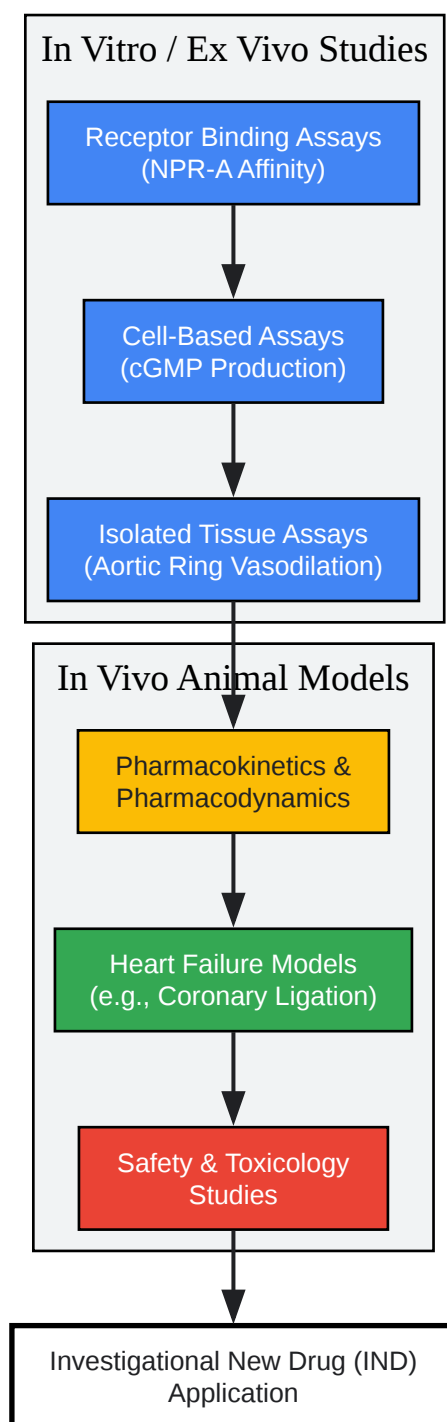 In Vitro / Ex Vivo Studies
Receptor Binding Assays
(NPR-A Affinity)
Cell-Based Assays
(cGMP Production)
Isolated Tissue Assays
(Aortic Ring Vasodilation)
In Vivo Animal Models
Pharmacokinetics &
Pharmacodynamics
Heart Failure Models
(e.g., Coronary Ligation)
Safety & Toxicology
Studies
Investigational New Drug (IND)
Application